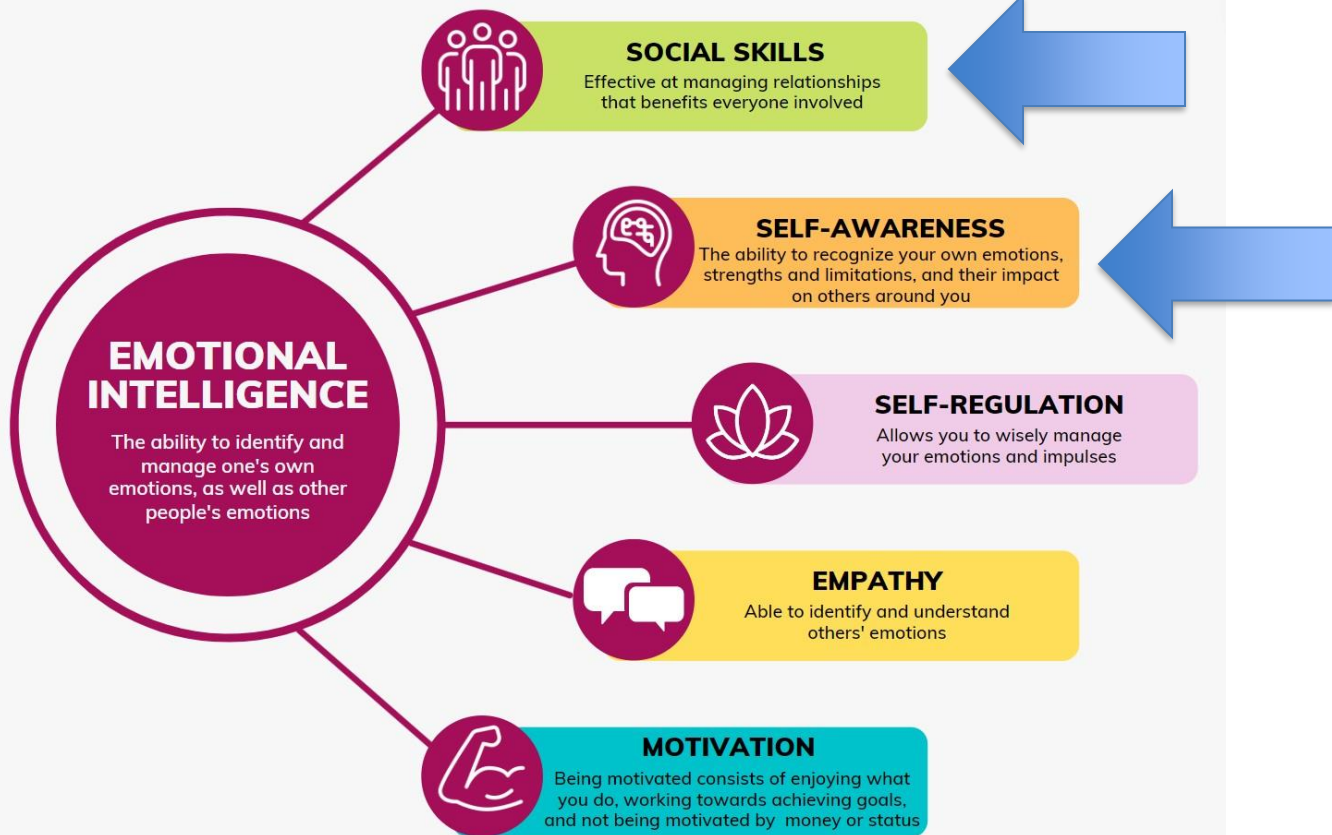 SOCIAL SKILLS
Effective at managing relationships
that benefits everyone involved
SELF-AWARENESS
The ability to recognize your own emotions,
strengths and limitations, and their impact
on others around you
EMOTIONAL
INTELLIGENCE
The ability to identify and
manage one's own
emotions, as well as other
people's emotions
SELF-REGULATION
Allows you to wisely manage
your emotions and impulses
EMPATHY
Able to identify and understand
others' emotions
MOTIVATION
Being motivated consists of enjoying what
you do, working towards achieving goals,
and not being motivated by money or status